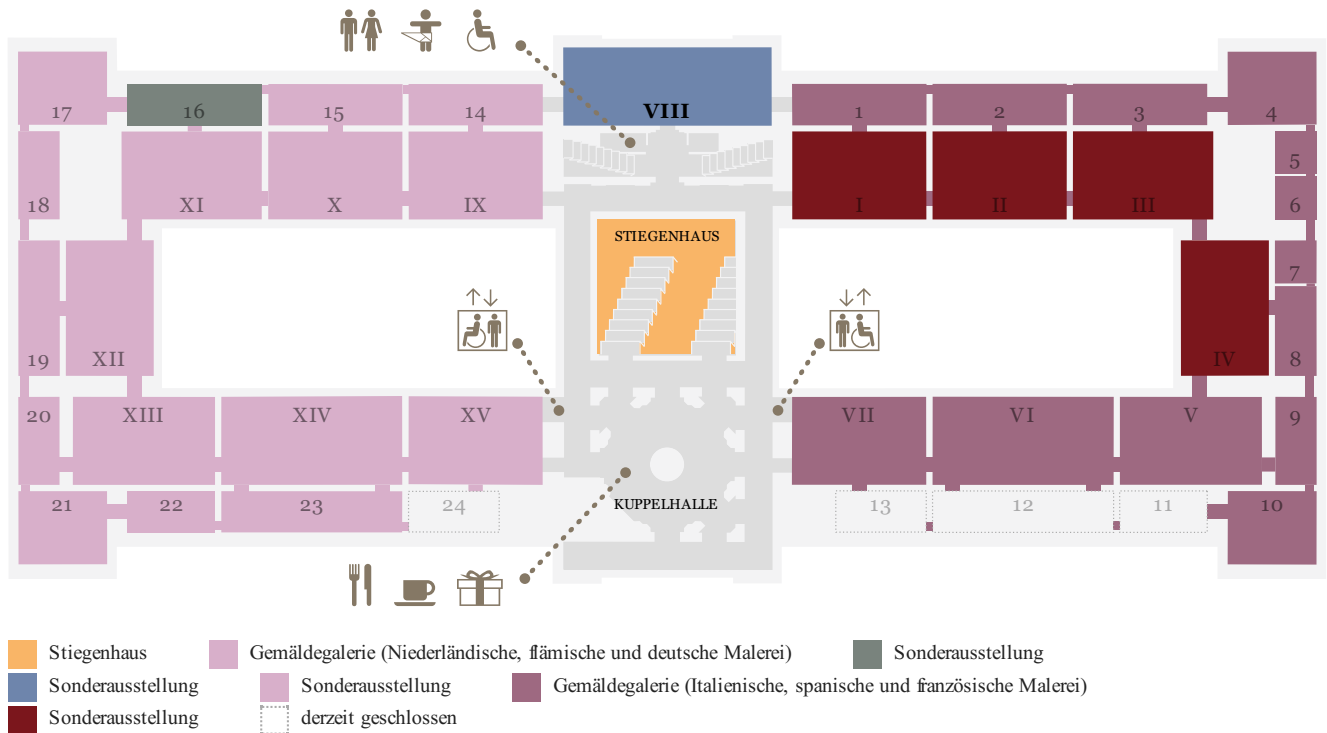 17 16 15 14 VIII 1 2 3 4
5
18 XI X IX I II III 6
STIEGENHAUS
7
19 XII IV 8
20 XIII XIV XV VII VI V 9
21 22 23 24 KUPPELHALLE 13 12 11 10
Stiegenhaus Gemäldegalerie (Niederländische, flämische und deutsche Malerei) Sonderausstellung
Sonderausstellung Sonderausstellung Gemäldegalerie (Italienische, spanische und französische Malerei)
Sonderausstellung derzeit geschlossen